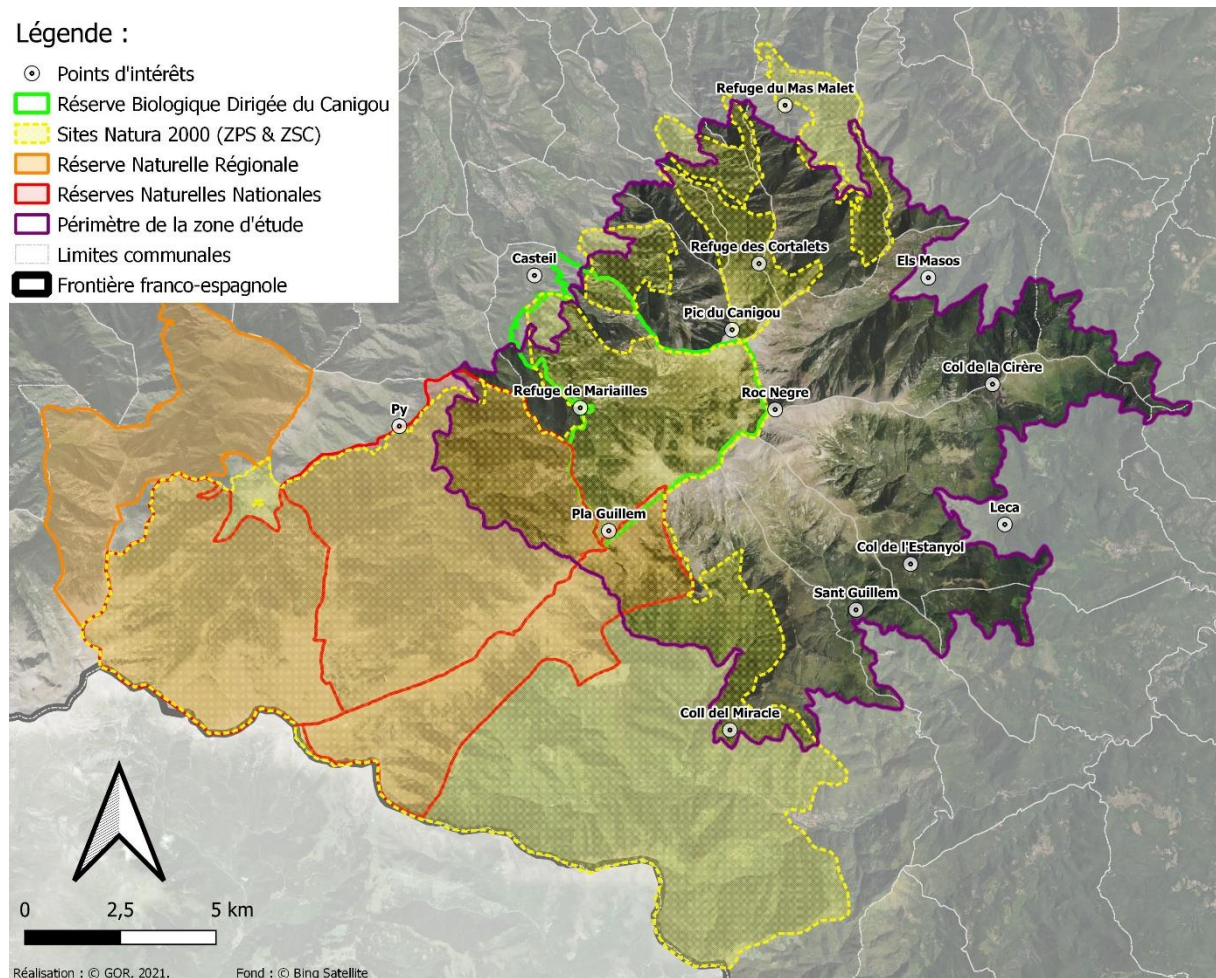 Légende :
Points d'intérêts
Réserve Biologique Dirigée du Canigou
Sites Natura 2000 (ZPS & ZSC)
Réserve Naturelle Régionale
Réserves Naturelles Nationales
Périmètre de la zone d'étude
Limites communales
Frontière franco-espagnole
Refuge du Mas Malet
Casteil
Refuge des Cortalets
Els Masos
Pic du Canigou
Col de la Cirère
Refuge de Mariailles
Roc Negre
Py
Pla Guillem
Leca
Col de l'Estanyol
Sant Guillem
Coll del Miracle
0 2,5 5 km
Réalisation : © GOR, 2021. Fond : © Bing Satellite